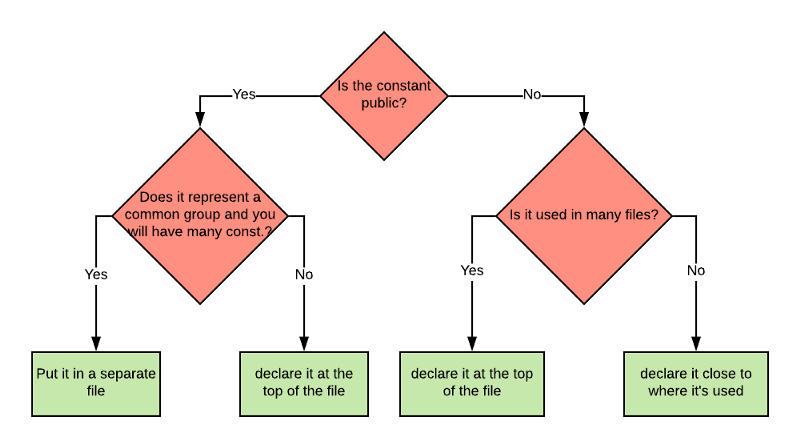 Is the constant
public?
Yes
No
Does it represent a
common group and you
will have many const.?
Is it used in many files?
Yes
No
Yes
No
Put it in a separate
file
declare it at the
top of the file
declare it at the top
of the file
declare it close to
where it's used